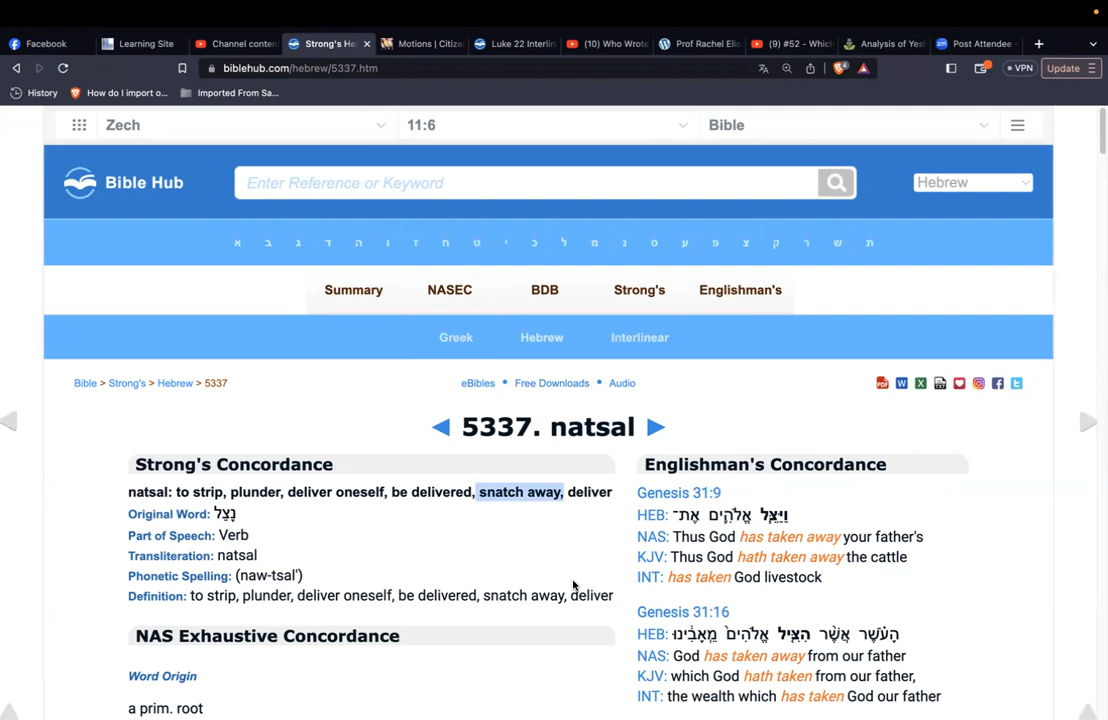 Facebook
Learning Site
Channel conten
Strong's He
Motions | Citize
Luke 22 Interlin
(10) Who Wrote
Prof Rachel Elio
(9) #52 - Which
Analysis of Yesl
Post Attendee -
biblehub.com/hebrew/5337.htm
VPN
Update
History
How do I import o...
Imported From Sa...
Zech
11:6
Bible
Bible Hub
Enter Reference or Keyword
Hebrew
א ב ג ד ה ו ז ח ט י כ ל מ נ ס ע פ צ ק ר ש ת
Summary
NASEC
BDB
Strong's
Englishman's
Greek
Hebrew
Interlinear
Bible > Strong's > Hebrew > 5337
eBibles • Free Downloads • Audio
5337. natsal
Strong's Concordance
natsal: to strip, plunder, deliver oneself, be delivered, snatch away, deliver
Original Word: נָצַל
Part of Speech: Verb
Transliteration: natsal
Phonetic Spelling: (naw-tsal')
Definition: to strip, plunder, deliver oneself, be delivered, snatch away, deliver
NAS Exhaustive Concordance
Word Origin
a prim. root
Englishman's Concordance
Genesis 31:9
HEB: וַיַּצֵּ֧ל אֱלֹהִ֛ים אֶת־
NAS: Thus God has taken away your father's
KJV: Thus God hath taken away the cattle
INT: has taken God livestock
Genesis 31:16
HEB: הָעֹ֗שֶׁר אֲשֶׁ֨ר הִצִּ֤יל אֱלֹהִים֙ מֵֽאָבִ֔ינוּ
NAS: God has taken away from our father
KJV: which God hath taken from our father,
INT: the wealth which has taken God our father